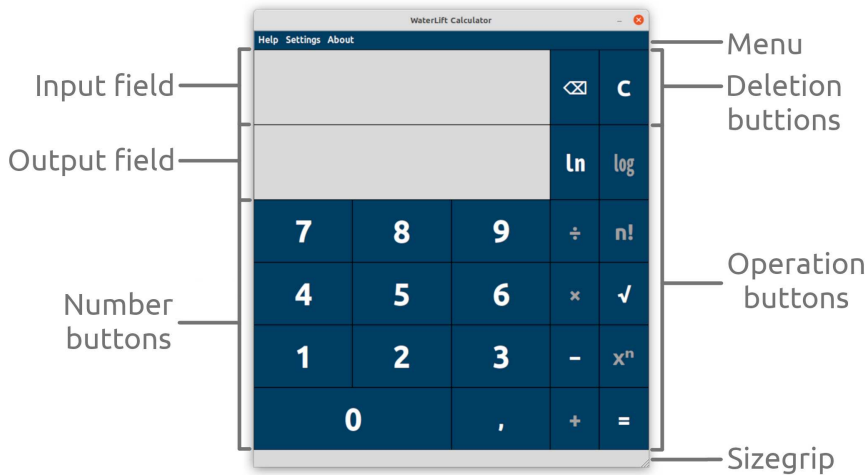 WaterLift Calculator
Help Settings About
Menu
Input field
⌫ C
Deletion
buttions
Output field
ln log
7 8 9 ÷ n!
4 5 6 × √
Operation
buttons
Number
buttons
1 2 3 − xⁿ
0 , + =
Sizegrip